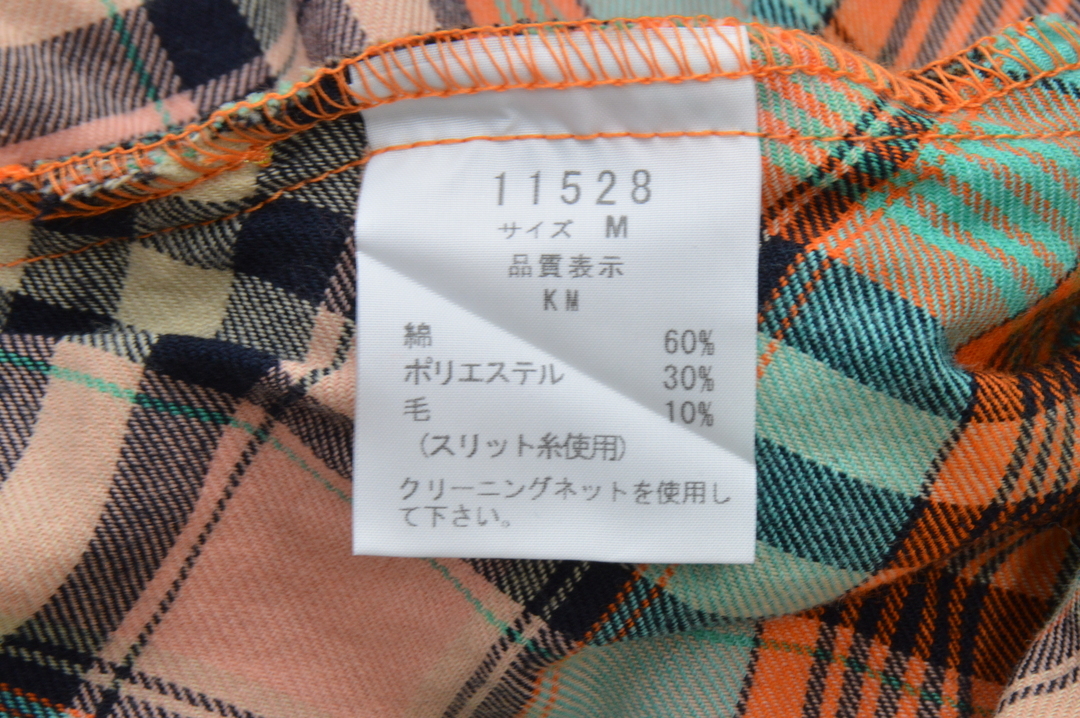 11528
サイズ M
品質表示
KM
綿 60%
ポリエステル 30%
毛 10%
(スリット糸使用)
クリーニングネットを使用し
て下さい。